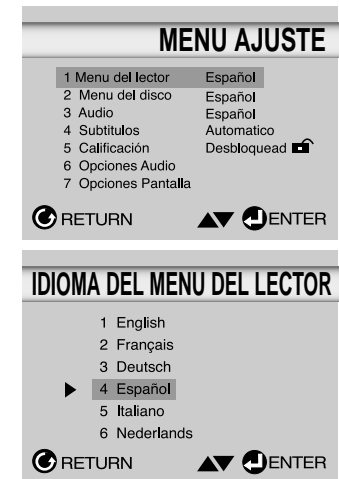 MENU AJUSTE
1 Menu del lector Español
2 Menu del disco Español
3 Audio Español
4 Subtitulos Automatico
5 Calificación Desbloquead
6 Opciones Audio
7 Opciones Pantalla
RETURN ENTER
IDIOMA DEL MENU DEL LECTOR
1 English
2 Français
3 Deutsch
4 Español
5 Italiano
6 Nederlands
RETURN ENTER